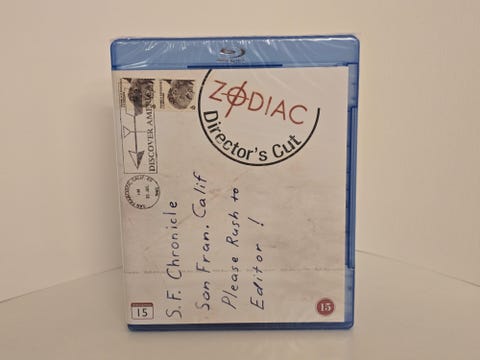 ZODIAC
Director's Cut
DISCOVER AMERICA
S.F. Chronicle
San Fran. Calif
Please Rush to
Editor!
15
15